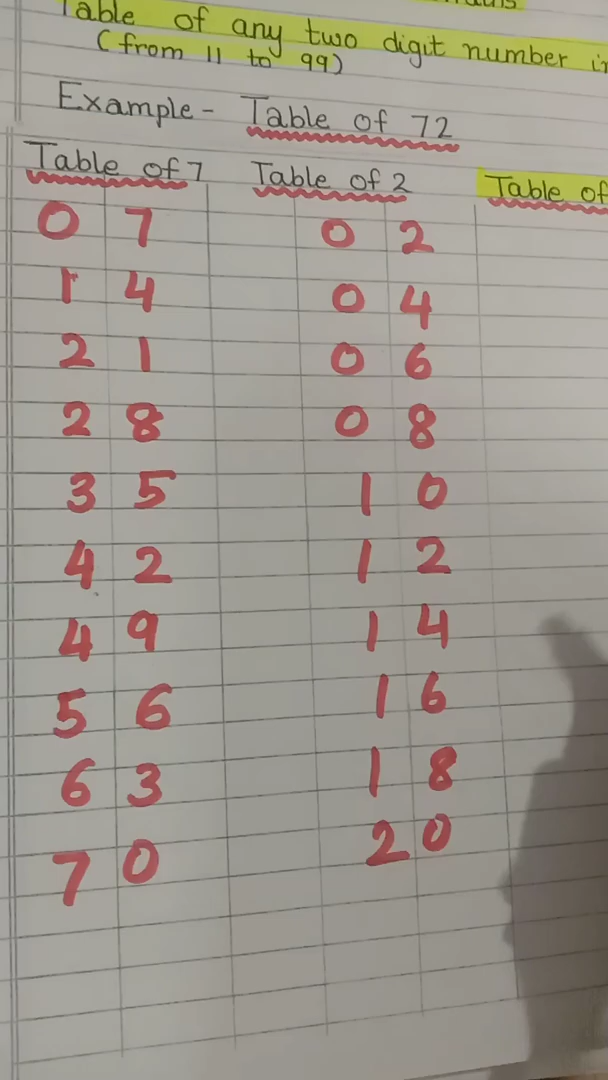 Table of any two digit number
(from 11 to 99)
Example - Table of 72
Table of 7 Table of 2 Table of
0 7 0 2
1 4 0 4
2 1 0 6
2 8 0 8
3 5 1 0
4 2 1 2
4 9 1 4
5 6 1 6
6 3 1 8
7 0 2 0